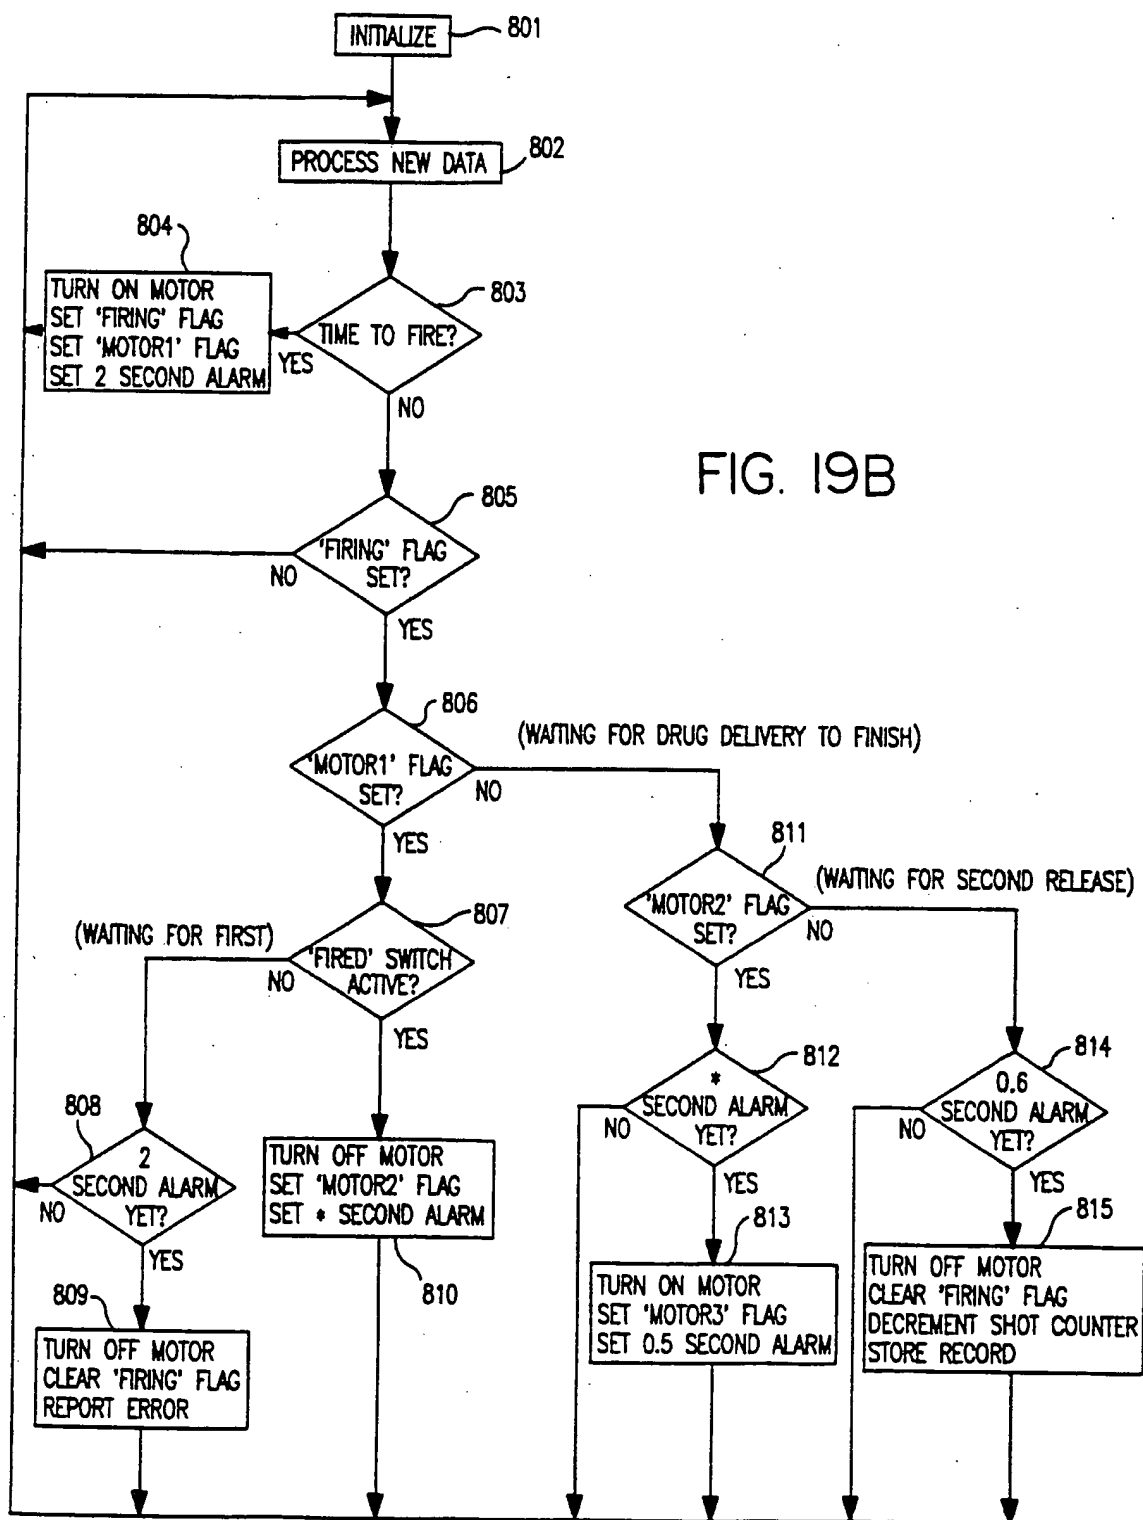 INITIALIZE
801
PROCESS NEW DATA
802
804
TURN ON MOTOR
SET 'FIRING' FLAG
SET 'MOTOR1' FLAG
SET 2 SECOND ALARM
803
TIME TO FIRE?
YES
NO
FIG. 19B
805
'FIRING' FLAG
SET?
NO
YES
806
'MOTOR1' FLAG
SET?
(WAITING FOR DRUG DELIVERY TO FINISH)
NO
YES
811
'MOTOR2' FLAG
SET?
(WAITING FOR SECOND RELEASE)
NO
YES
807
(WAITING FOR FIRST)
'FIRED' SWITCH
ACTIVE?
NO
YES
812
*
SECOND ALARM
YET?
NO
YES
814
0.6
SECOND ALARM
YET?
NO
YES
808
2
SECOND ALARM
YET?
NO
YES
TURN OFF MOTOR
SET 'MOTOR2' FLAG
SET * SECOND ALARM
810
813
TURN ON MOTOR
SET 'MOTOR3' FLAG
SET 0.5 SECOND ALARM
815
TURN OFF MOTOR
CLEAR 'FIRING' FLAG
DECREMENT SHOT COUNTER
STORE RECORD
809
TURN OFF MOTOR
CLEAR 'FIRING' FLAG
REPORT ERROR